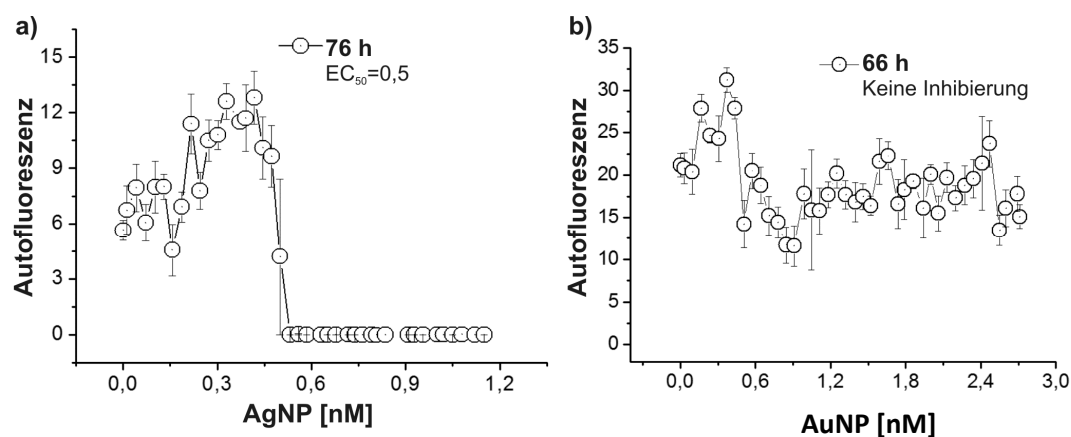 a)
76 h
EC50=0,5
Autofluoreszenz
15
12
9
6
3
0
0,0 0,3 0,6 0,9 1,2
AgNP [nM]
b)
66 h
Keine Inhibierung
Autofluoreszenz
35
30
25
20
15
10
5
0
0,0 0,6 1,2 1,8 2,4 3,0
AuNP [nM]